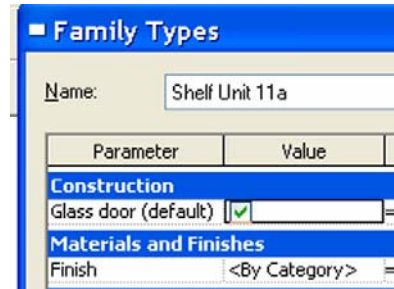 Family Types
Name: Shelf Unit 11a
Parameter Value
Construction
Glass door (default) =
Materials and Finishes
Finish <By Category> =